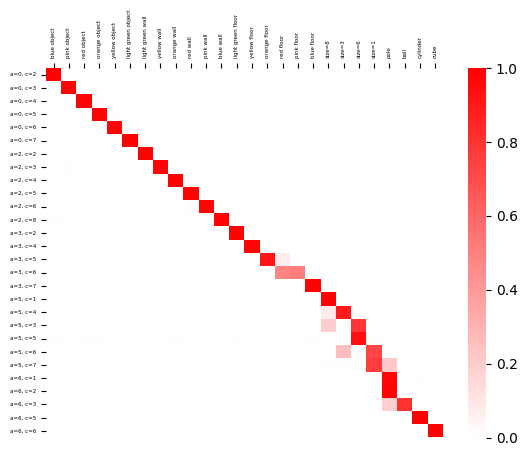 blue object
pink object
red object
orange object
yellow object
light green object
light green wall
yellow wall
orange wall
red wall
pink wall
blue wall
light green floor
yellow floor
orange floor
red floor
pink floor
blue floor
size=8
size=3
size=6
size=1
pole
ball
cylinder
cube
a=0, c=2
a=0, c=3
a=0, c=4
a=0, c=5
a=0, c=6
a=0, c=7
a=2, c=2
a=2, c=3
a=2, c=4
a=2, c=5
a=2, c=6
a=2, c=8
a=3, c=2
a=3, c=4
a=3, c=5
a=3, c=6
a=3, c=7
a=5, c=1
a=5, c=4
a=5, c=3
a=5, c=5
a=5, c=6
a=5, c=7
a=6, c=1
a=6, c=2
a=6, c=3
a=6, c=5
a=6, c=6
1.0
0.8
0.6
0.4
0.2
0.0